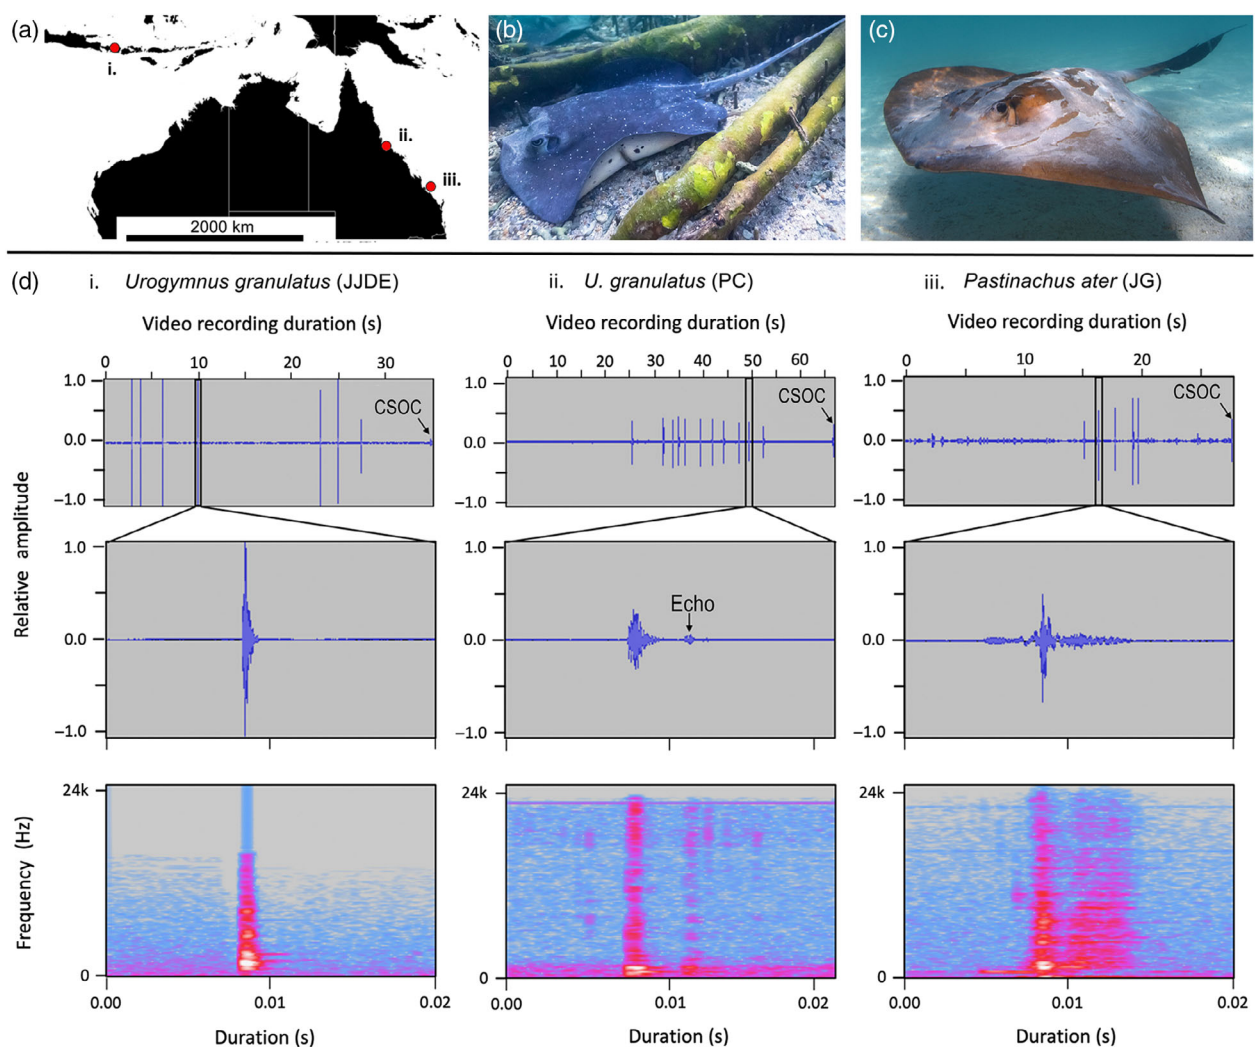 (a)
i.
ii.
iii.
2000 km
(b)
(c)
(d)
i. Urogymnus granulatus (JJDE)
ii. U. granulatus (PC)
iii. Pastinachus ater (JG)
Video recording duration (s)
Video recording duration (s)
Video recording duration (s)
0 10 20 30
0 10 20 25 30 40 50 60
0 10 20
Relative amplitude
1.0
0.0
−1.0
CSOC
1.0
0.0
−1.0
CSOC
1.0
0.0
−1.0
CSOC
1.0
0.0
−1.0
1.0
0.0
−1.0
Echo
1.0
0.0
−1.0
Frequency (Hz)
24k
0
24k
0
24k
0
0.00 0.01 0.02
0.00 0.01 0.02
0.00 0.01 0.02
Duration (s)
Duration (s)
Duration (s)